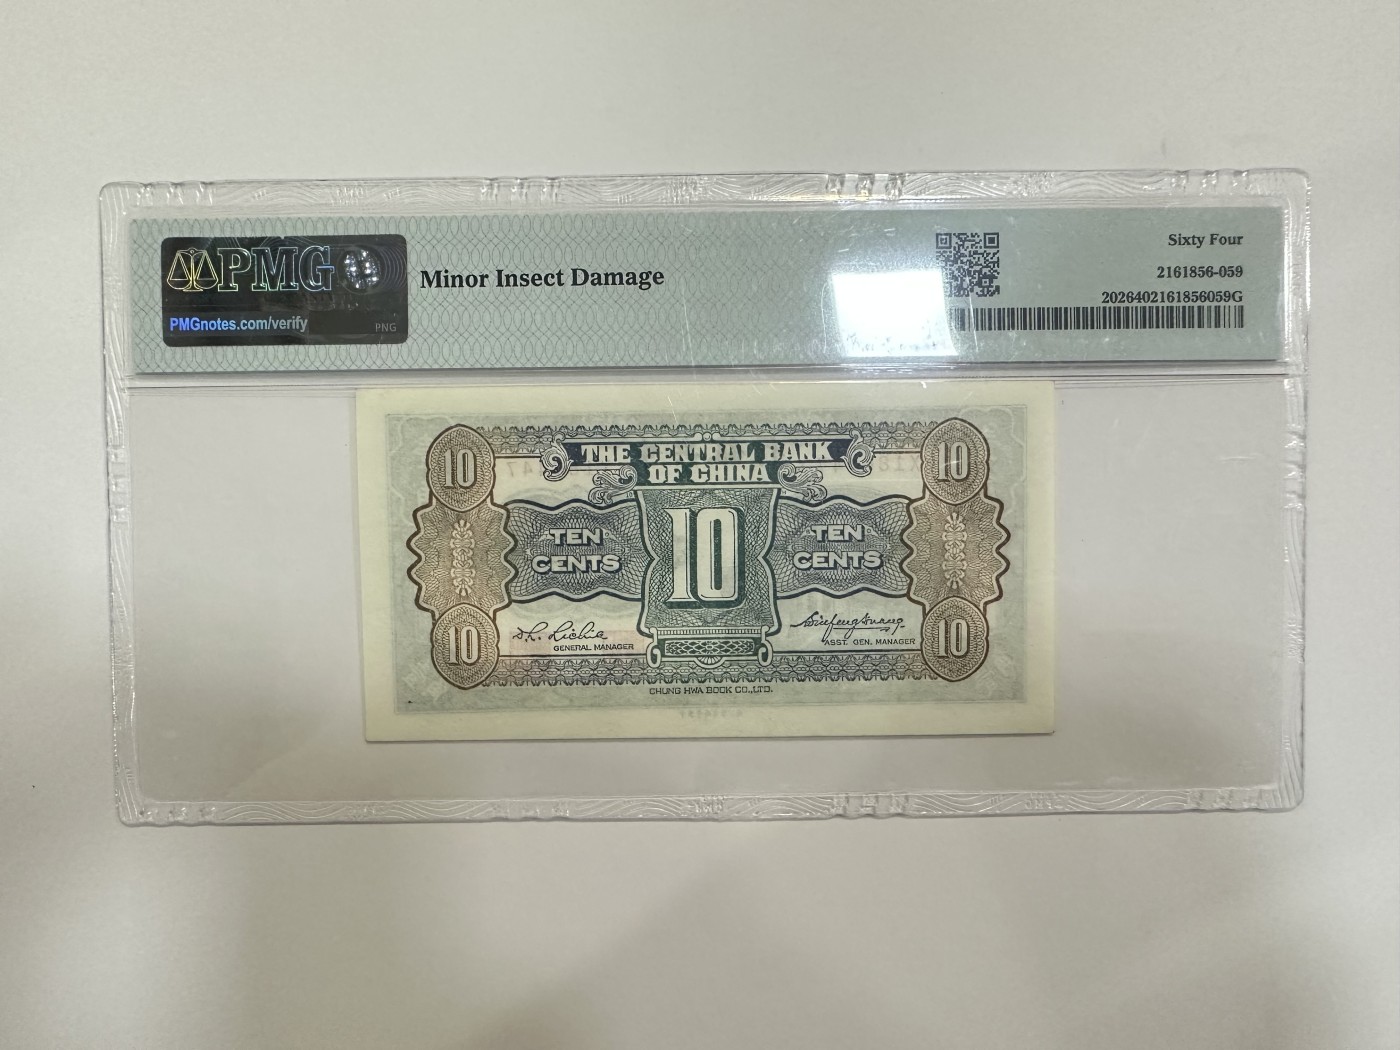 PMG
PMGnotes.com/verify
PNG
Minor Insect Damage
Sixty Four
2161856-059
2026402161856059G
THE CENTRAL BANK
OF CHINA
10
10
10
TEN
CENTS
TEN
CENTS
10
10
GENERAL MANAGER
ASST. GEN. MANAGER
CHUNG HWA BOOK CO.,LTD.